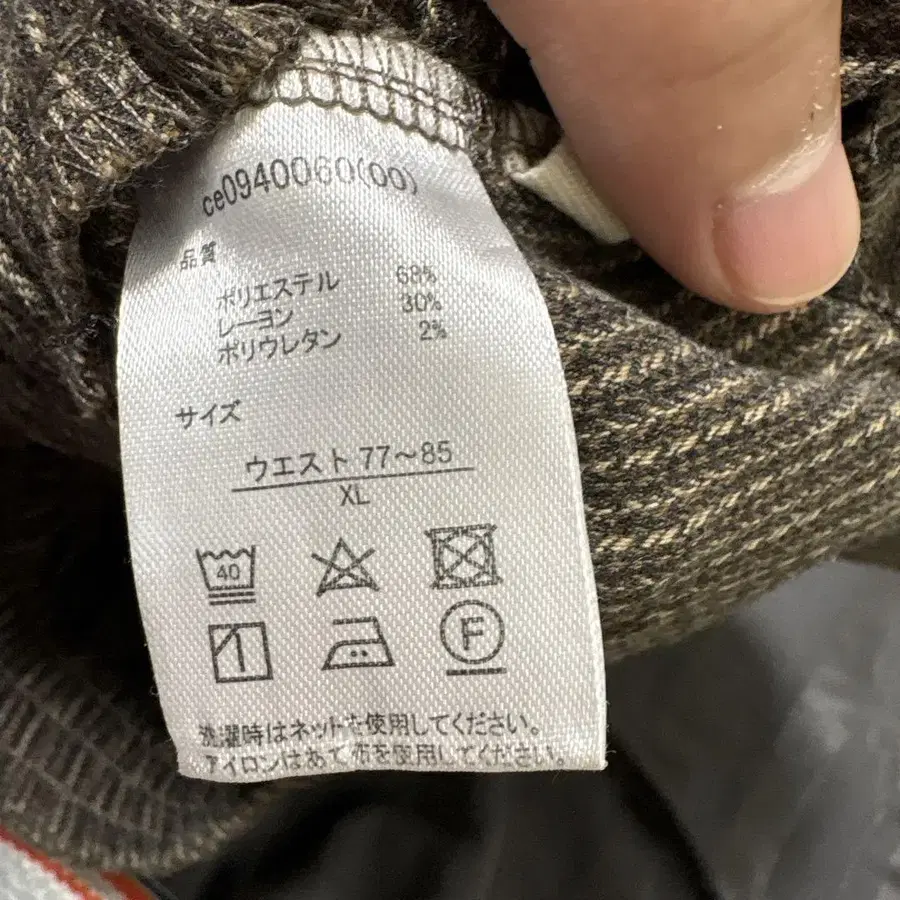 ce0940060(00)
品質
ポリエステル 68%
レーヨン 30%
ポリウレタン 2%
サイズ
ウエスト 77～85
XL
40
F
洗濯時はネットを使用してください。
アイロンはあて布を使用してください。